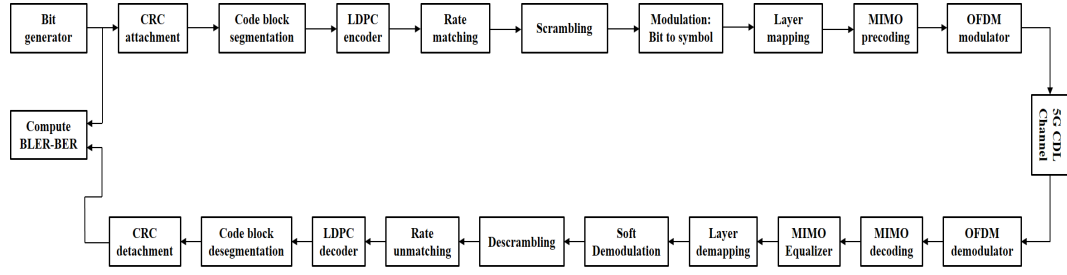 Bit
generator
CRC
attachment
Code block
segmentation
LDPC
encoder
Rate
matching
Scrambling
Modulation:
Bit to symbol
Layer
mapping
MIMO
precoding
OFDM
modulator
5G CDL
Channel
Compute
BLER-BER
CRC
detachment
Code block
desegmentation
LDPC
decoder
Rate
unmatching
Descrambling
Soft
Demodulation
Layer
demapping
MIMO
Equalizer
MIMO
decoding
OFDM
demodulator